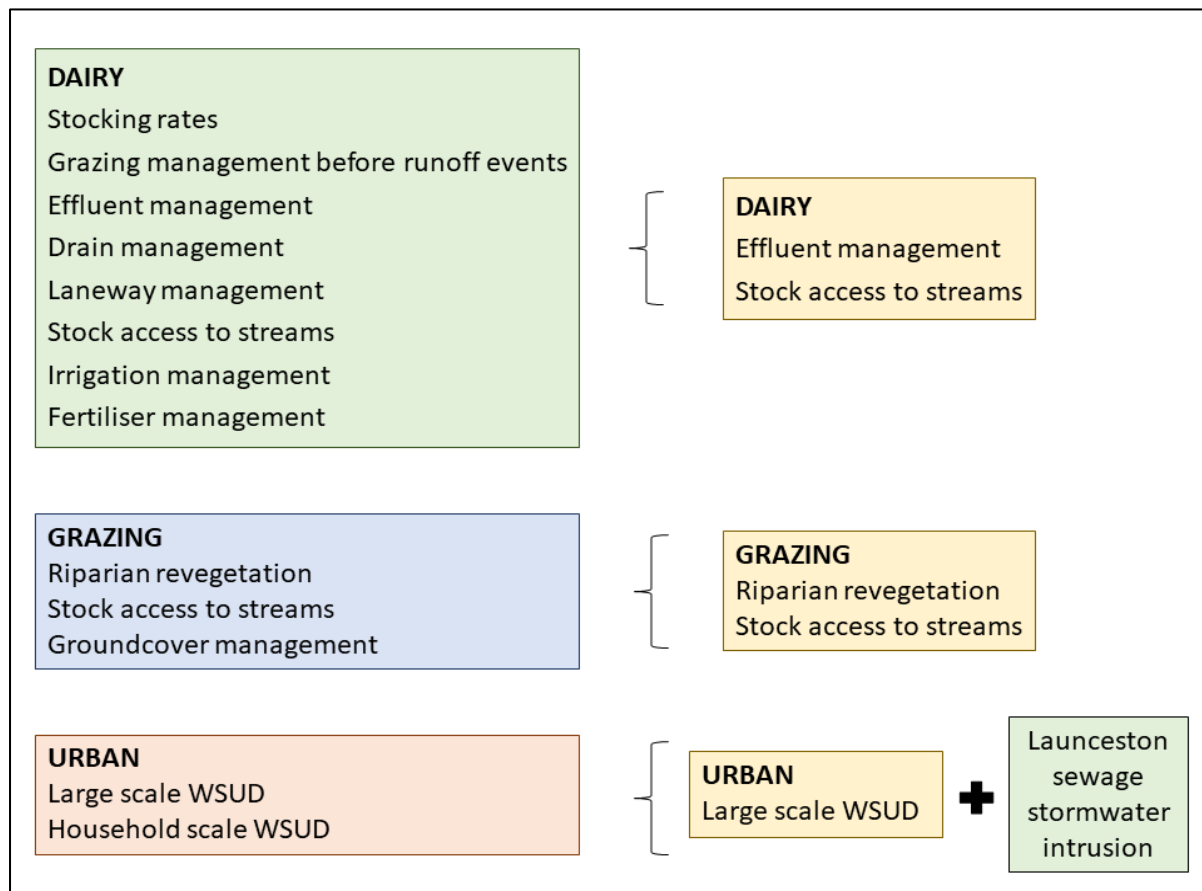 DAIRY
Stocking rates
Grazing management before runoff events
Effluent management
Drain management
Laneway management
Stock access to streams
Irrigation management
Fertiliser management
DAIRY
Effluent management
Stock access to streams
GRAZING
Riparian revegetation
Stock access to streams
Groundcover management
GRAZING
Riparian revegetation
Stock access to streams
URBAN
Large scale WSUD
Household scale WSUD
URBAN
Large scale WSUD
Launceston
sewage
stormwater
intrusion